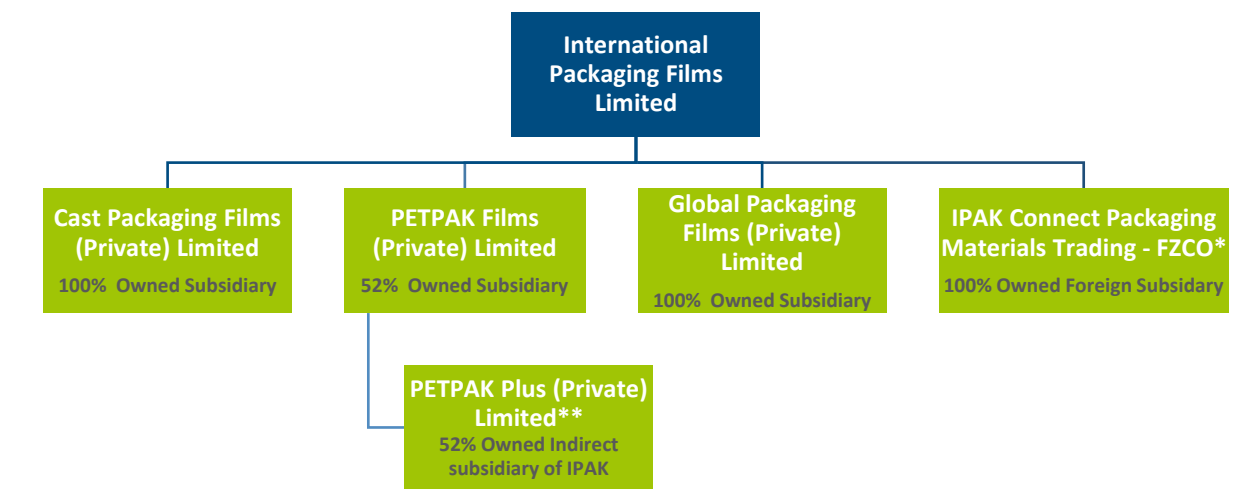 International
Packaging Films
Limited
Cast Packaging Films
(Private) Limited
100% Owned Subsidiary
PETPAK Films
(Private) Limited
52% Owned Subsidiary
Global Packaging
Films (Private)
Limited
100% Owned Subsidiary
IPAK Connect Packaging
Materials Trading - FZCO*
100% Owned Foreign Subsidary
PETPAK Plus (Private)
Limited**
52% Owned Indirect
subsidiary of IPAK